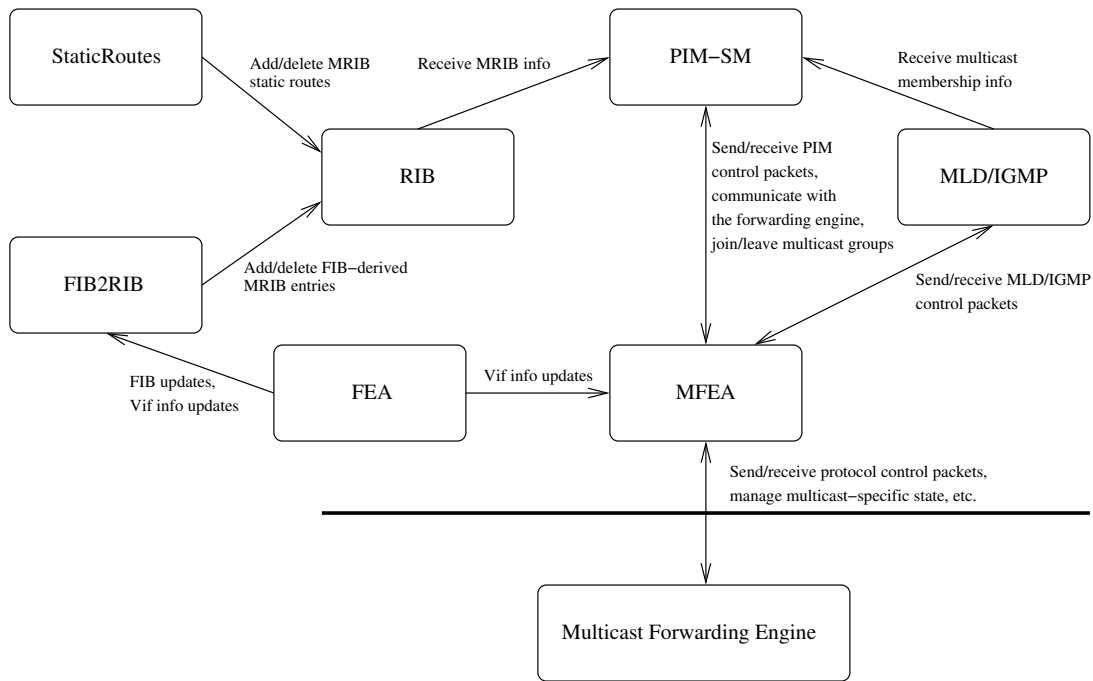 StaticRoutes
PIM−SM
Add/delete MRIB
static routes
Receive MRIB info
Receive multicast
membership info
RIB
MLD/IGMP
Send/receive PIM
control packets,
communicate with
the forwarding engine,
join/leave multicast groups
FIB2RIB
Add/delete FIB−derived
MRIB entries
Send/receive MLD/IGMP
control packets
FIB updates,
Vif info updates
FEA
Vif info updates
MFEA
Send/receive protocol control packets,
manage multicast−specific state, etc.
Multicast Forwarding Engine